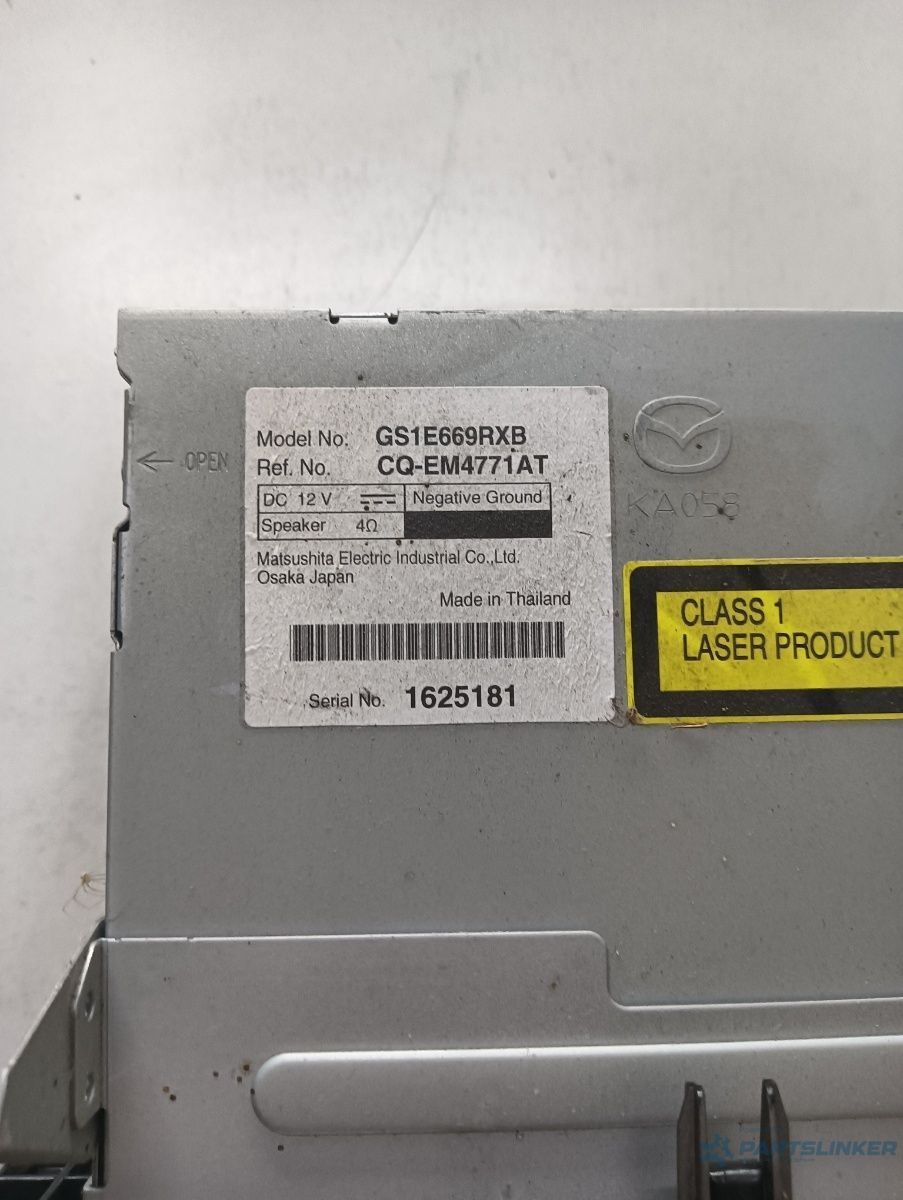 Model No. GS1E669RXB
Ref. No. CQ-EM4771AT
DC 12 V Negative Ground
Speaker 4Ω
Matsushita Electric Industrial Co.,Ltd.
Osaka Japan
Made in Thailand
Serial No. 1625181
← OPEN
KA058
CLASS 1
LASER PRODUCT
PARTSLINKER